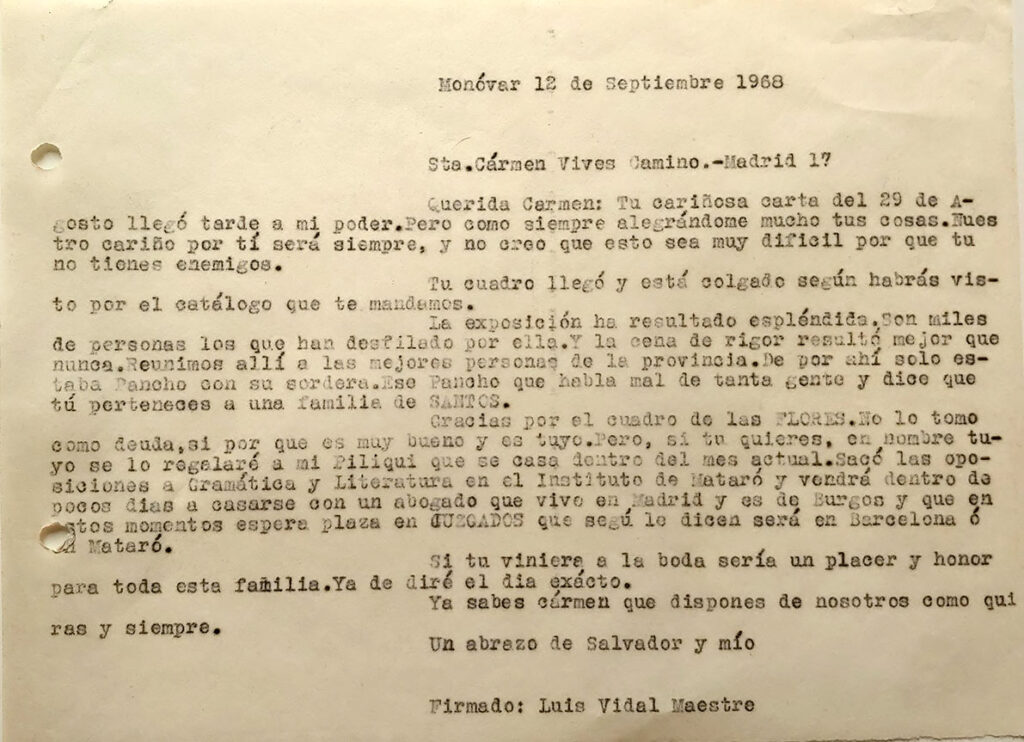 Monóvar 12 de Septiembre 1968
Sta.Cármen Vives Camino.-Madrid 17
Querida Carmen: Tu cariñosa carta del 29 de A-
gosto llegó tarde a mi poder.Pero como siempre alegrándome mucho tus cosas.Nues
tro cariño por tí será siempre, y no creo que esto sea muy dificil por que tu
no tienes enemigos.
Tu cuadro llegó y está colgado según habrás vis-
to por el catálogo que te mandamos.
La exposición ha resultado espléndida.Son miles
de personas los que han desfilado por ella.Y la cena de rigor resultó mejor que
nunca.Reunimos allí a las mejores personas de la provincia.De por ahí solo es-
taba Pancho con su sordera.Ese Pancho que habla mal de tanta gente y dice que
tú perteneces a una familia de SANTOS.
Gracias por el cuadro de las FLORES.No lo tomo
como deuda,si por que es muy bueno y es tuyo.Pero, si tu quieres, en nombre tu-
yo se lo regalaré a mi Piliqui que se casa dentro del mes actual.Sacó las opo-
siciones a Gramática y Literatura en el Instituto de Mataró y vendrá dentro de
pocos dias a casarse con un abogado que vive en Madrid y es de Burgos y que en
estos momentos espera plaza en JUZGADOS que segú le dicen será en Barcelona ó
en Mataró.
Si tu viniera a la boda sería un placer y honor
para toda esta familia.Ya de diré el dia exácto.
Ya sabes cármen que dispones de nosotros como qui
ras y siempre.
Un abrazo de Salvador y mío
Firmado: Luis Vidal Maestre